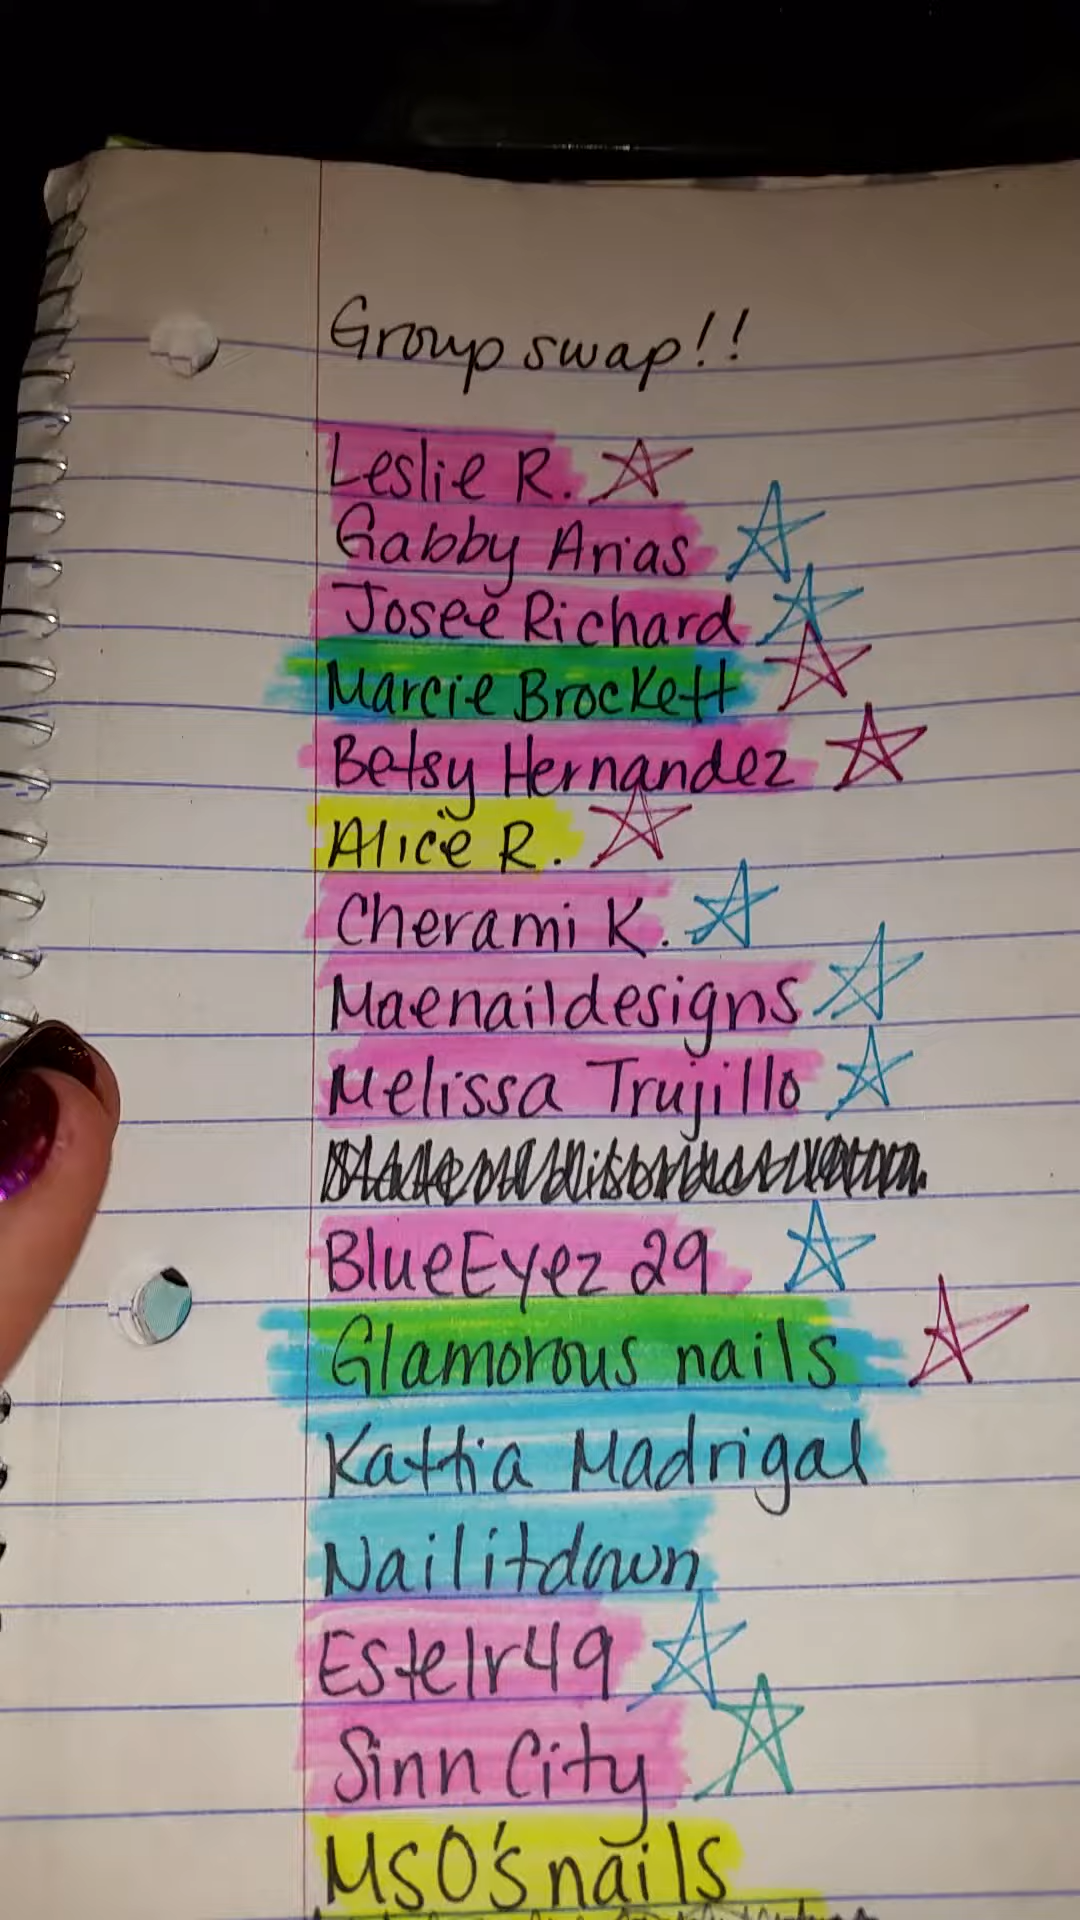 Group swap!!
Leslie R.
Gabby Arias
Joseé Richard
Marcie Brockett
Betsy Hernandez
Alice R.
Cherami K.
Maenaildesigns
Melissa Trujillo
BlueEyez 29
Glamorous nails
Kattia Madrigal
Nailitdown
Estelr49
Sinn City
MsO's nails